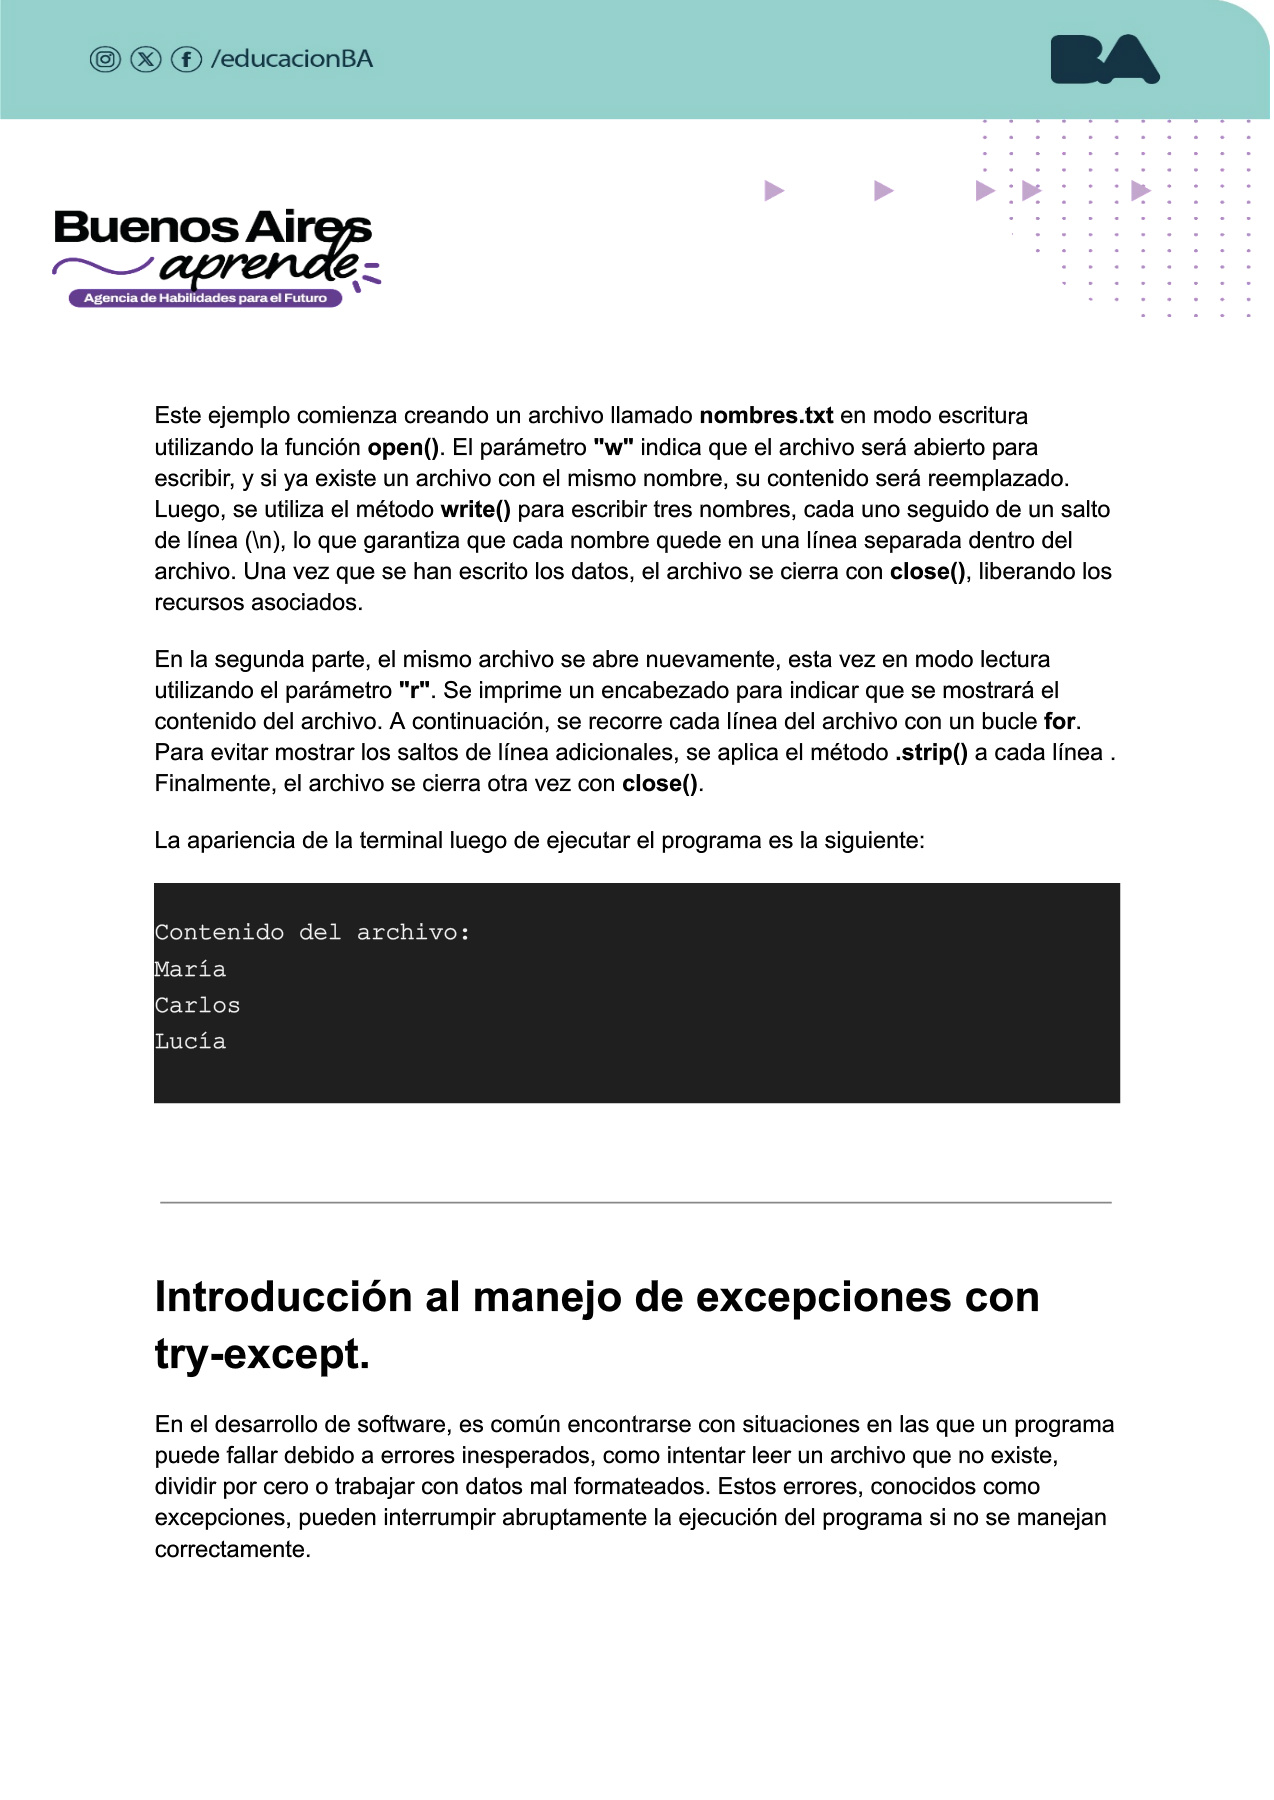 /educacionBA
BA
Buenos Aires
aprende
Agencia de Habilidades para el Futuro
Este ejemplo comienza creando un archivo llamado nombres.txt en modo escritura
utilizando la función open(). El parámetro "w" indica que el archivo será abierto para
escribir, y si ya existe un archivo con el mismo nombre, su contenido será reemplazado.
Luego, se utiliza el método write() para escribir tres nombres, cada uno seguido de un salto
de línea (\n), lo que garantiza que cada nombre quede en una línea separada dentro del
archivo. Una vez que se han escrito los datos, el archivo se cierra con close(), liberando los
recursos asociados.
En la segunda parte, el mismo archivo se abre nuevamente, esta vez en modo lectura
utilizando el parámetro "r". Se imprime un encabezado para indicar que se mostrará el
contenido del archivo. A continuación, se recorre cada línea del archivo con un bucle for.
Para evitar mostrar los saltos de línea adicionales, se aplica el método .strip() a cada línea .
Finalmente, el archivo se cierra otra vez con close().
La apariencia de la terminal luego de ejecutar el programa es la siguiente:
Contenido del archivo:
María
Carlos
Lucía
Introducción al manejo de excepciones con
try-except.
En el desarrollo de software, es común encontrarse con situaciones en las que un programa
puede fallar debido a errores inesperados, como intentar leer un archivo que no existe,
dividir por cero o trabajar con datos mal formateados. Estos errores, conocidos como
excepciones, pueden interrumpir abruptamente la ejecución del programa si no se manejan
correctamente.